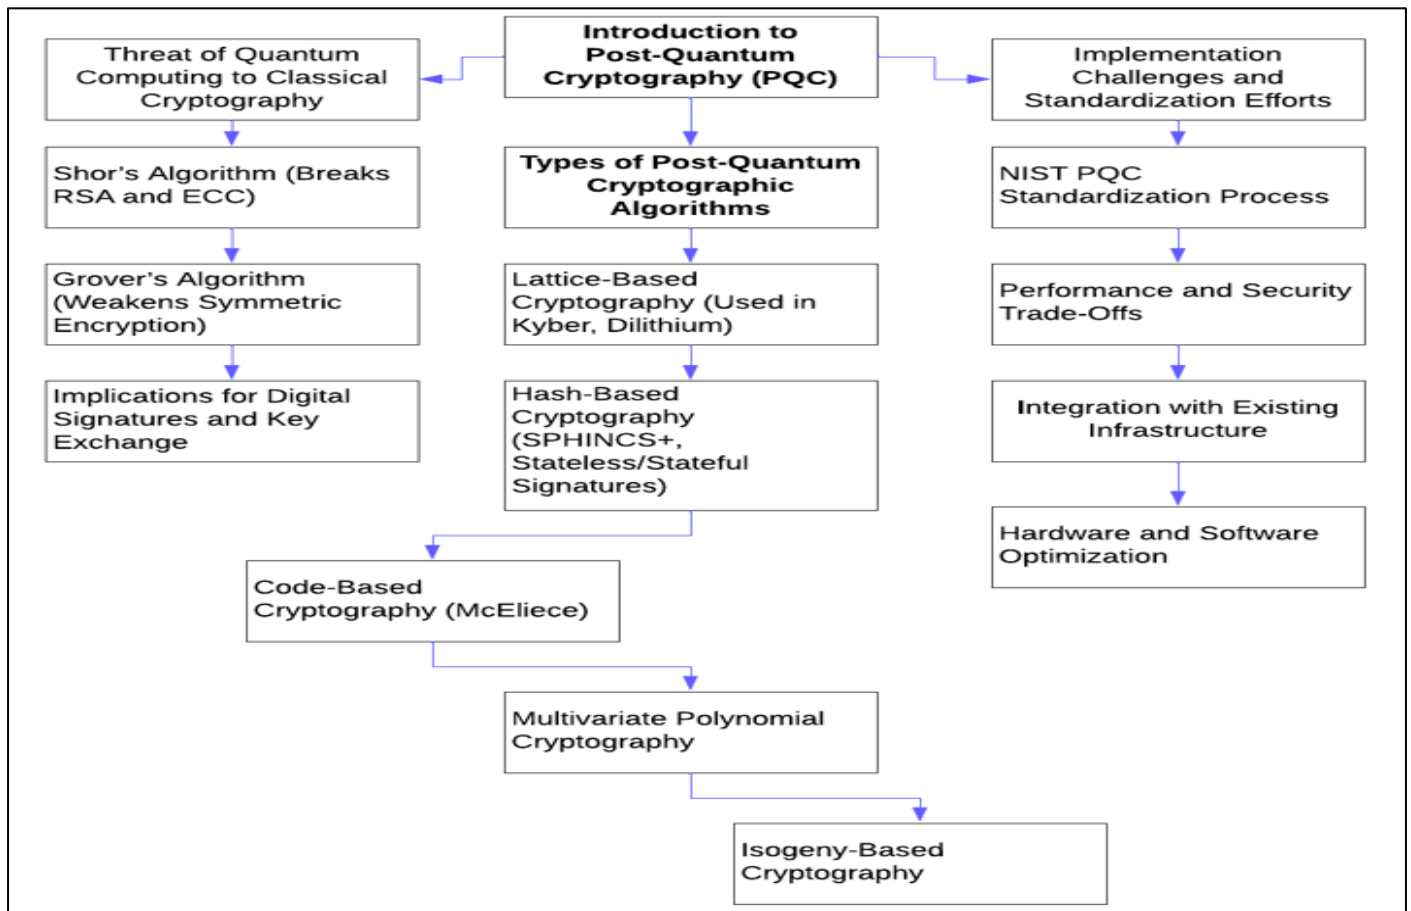 Introduction to
Post-Quantum
Cryptography (PQC)
Threat of Quantum
Computing to Classical
Cryptography
Shor’s Algorithm (Breaks
RSA and ECC)
Grover’s Algorithm
(Weakens Symmetric
Encryption)
Implications for Digital
Signatures and Key
Exchange
Types of Post-Quantum
Cryptographic
Algorithms
Lattice-Based
Cryptography (Used in
Kyber, Dilithium)
Hash-Based
Cryptography
(SPHINCS+,
Stateless/Stateful
Signatures)
Code-Based
Cryptography (McEliece)
Multivariate Polynomial
Cryptography
Isogeny-Based
Cryptography
Implementation
Challenges and
Standardization Efforts
NIST PQC
Standardization Process
Performance and Security
Trade-Offs
Integration with Existing
Infrastructure
Hardware and Software
Optimization